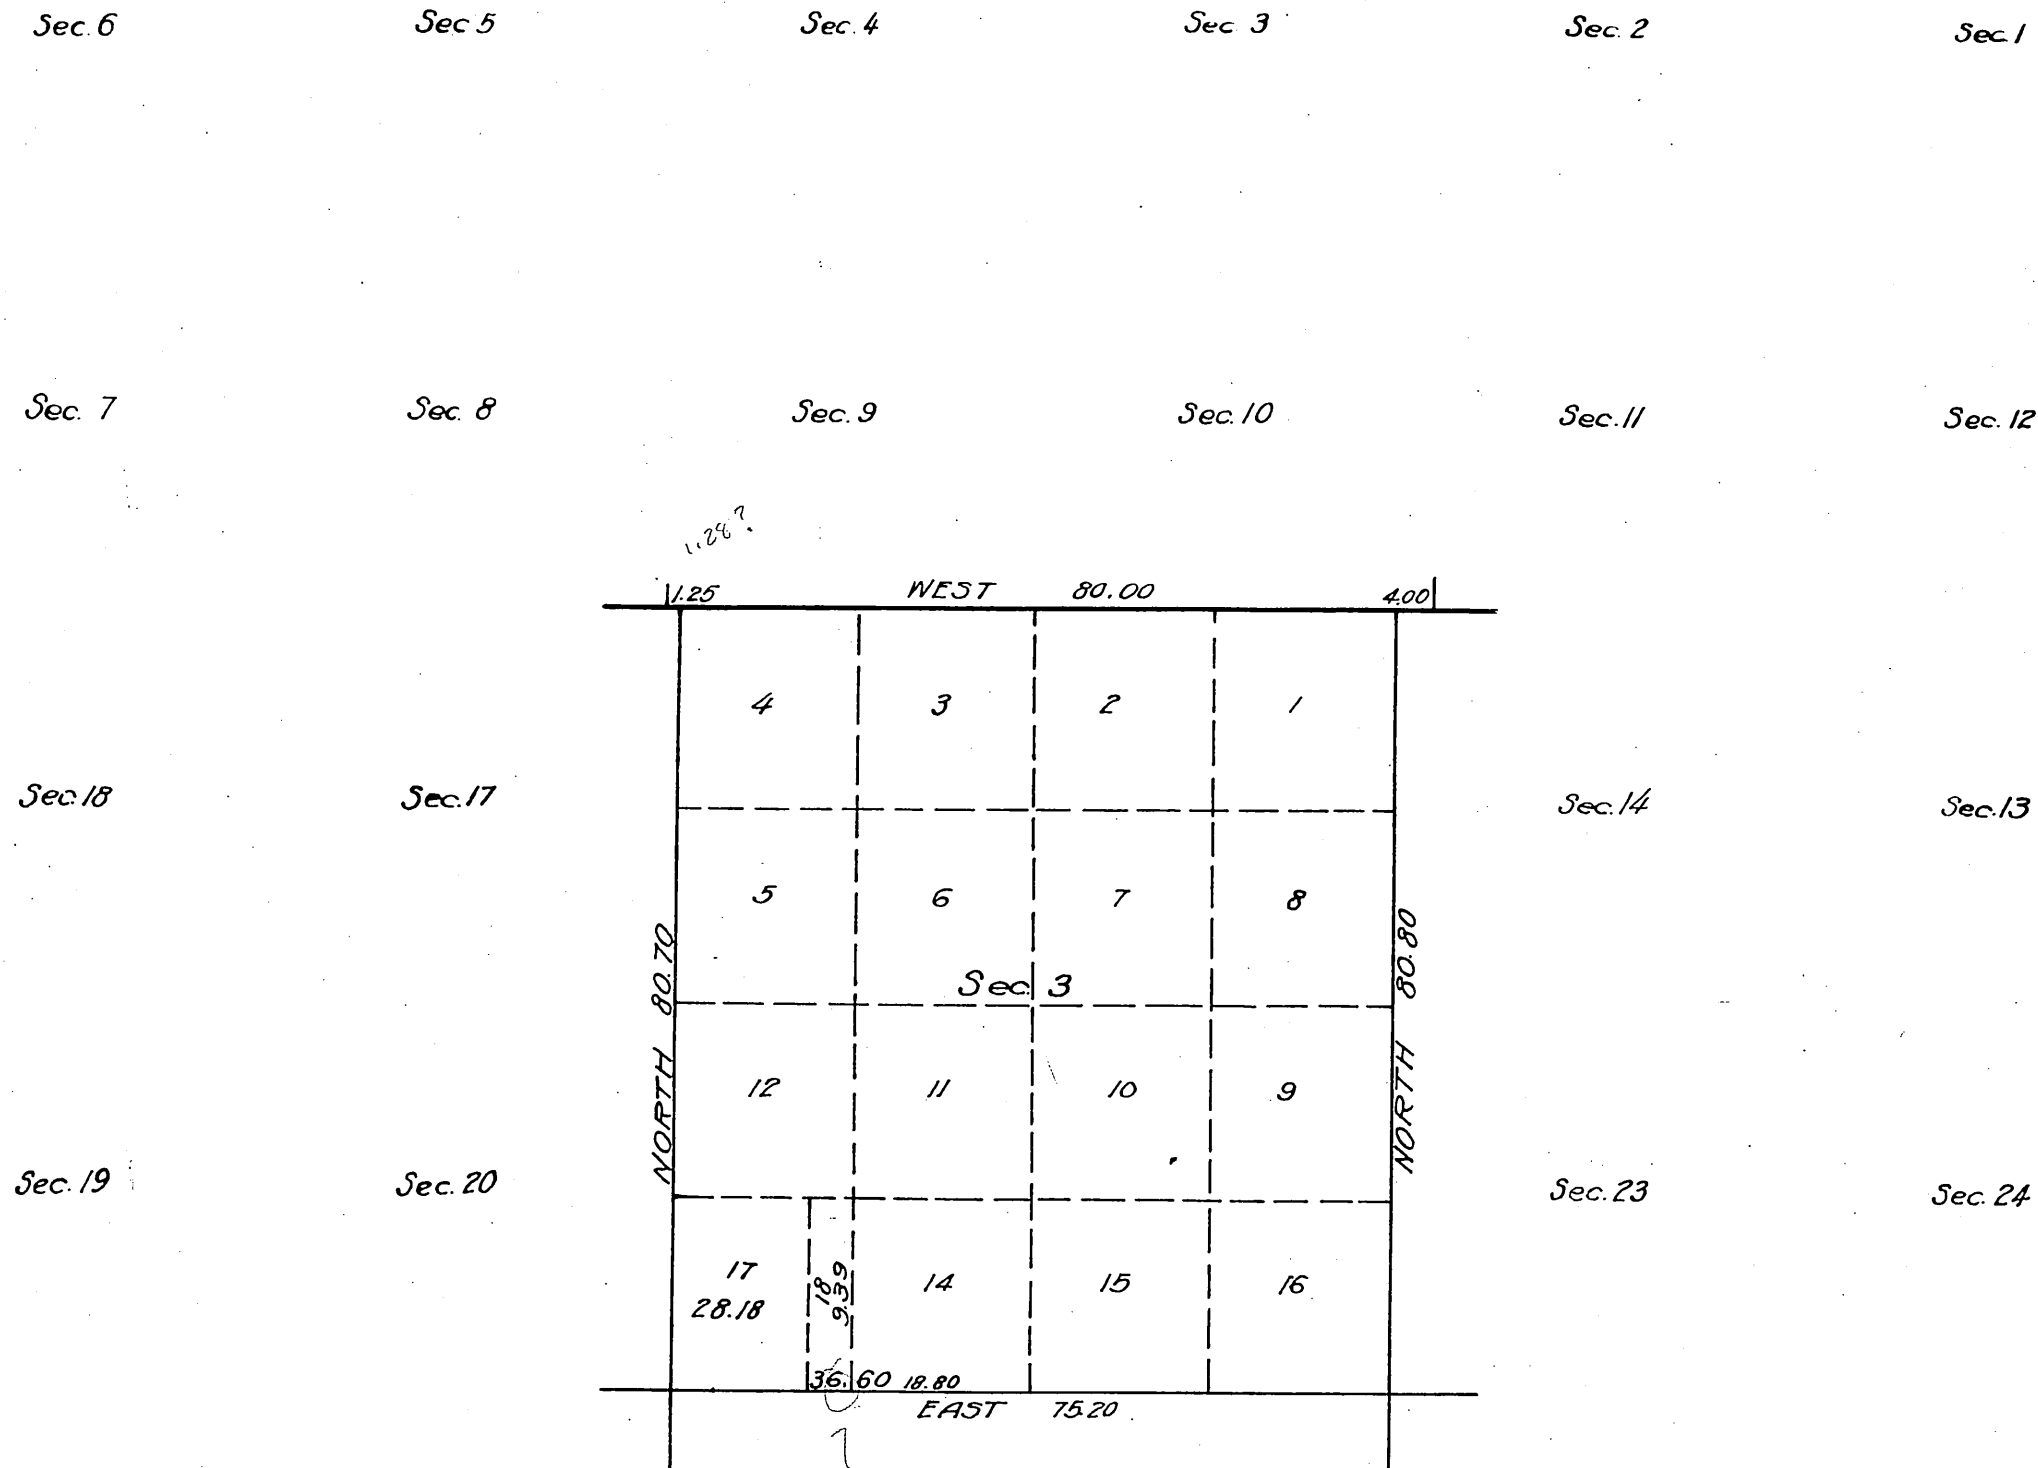 Sec. 6 Sec 5 Sec. 4 Sec 3 Sec. 2 Sec. 1
Sec. 7 Sec. 8 Sec. 9 Sec. 10 Sec. 11 Sec. 12
1.28?
1.25 WEST 80.00 4.00
4 3 2 1
Sec. 18 Sec. 17 Sec. 14 Sec. 13
5 6 7 8
NORTH 80.70
Sec. 3
NORTH 80.80
12 11 10 9
Sec. 19 Sec. 20 Sec. 23 Sec. 24
17 14 15 16
28.18
18
9.39
36.60 18.80
EAST 75.20